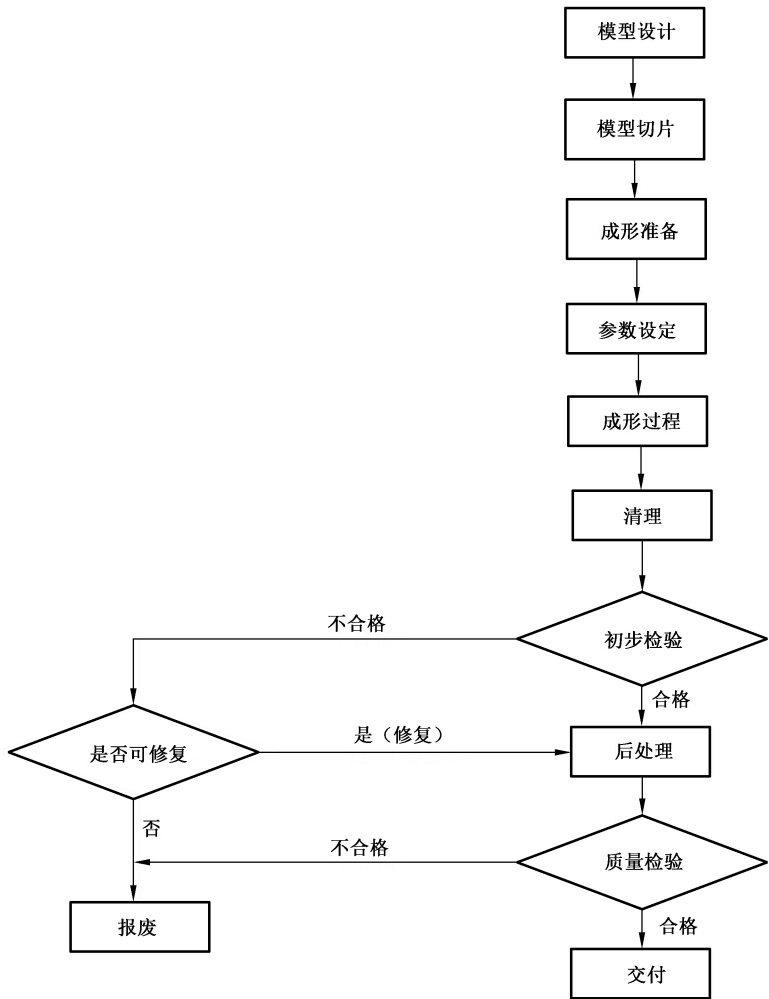 模型设计
模型切片
成形准备
参数设定
成形过程
清理
不合格
初步检验
合格
是否可修复
是（修复）
后处理
否
不合格
质量检验
报废
合格
交付